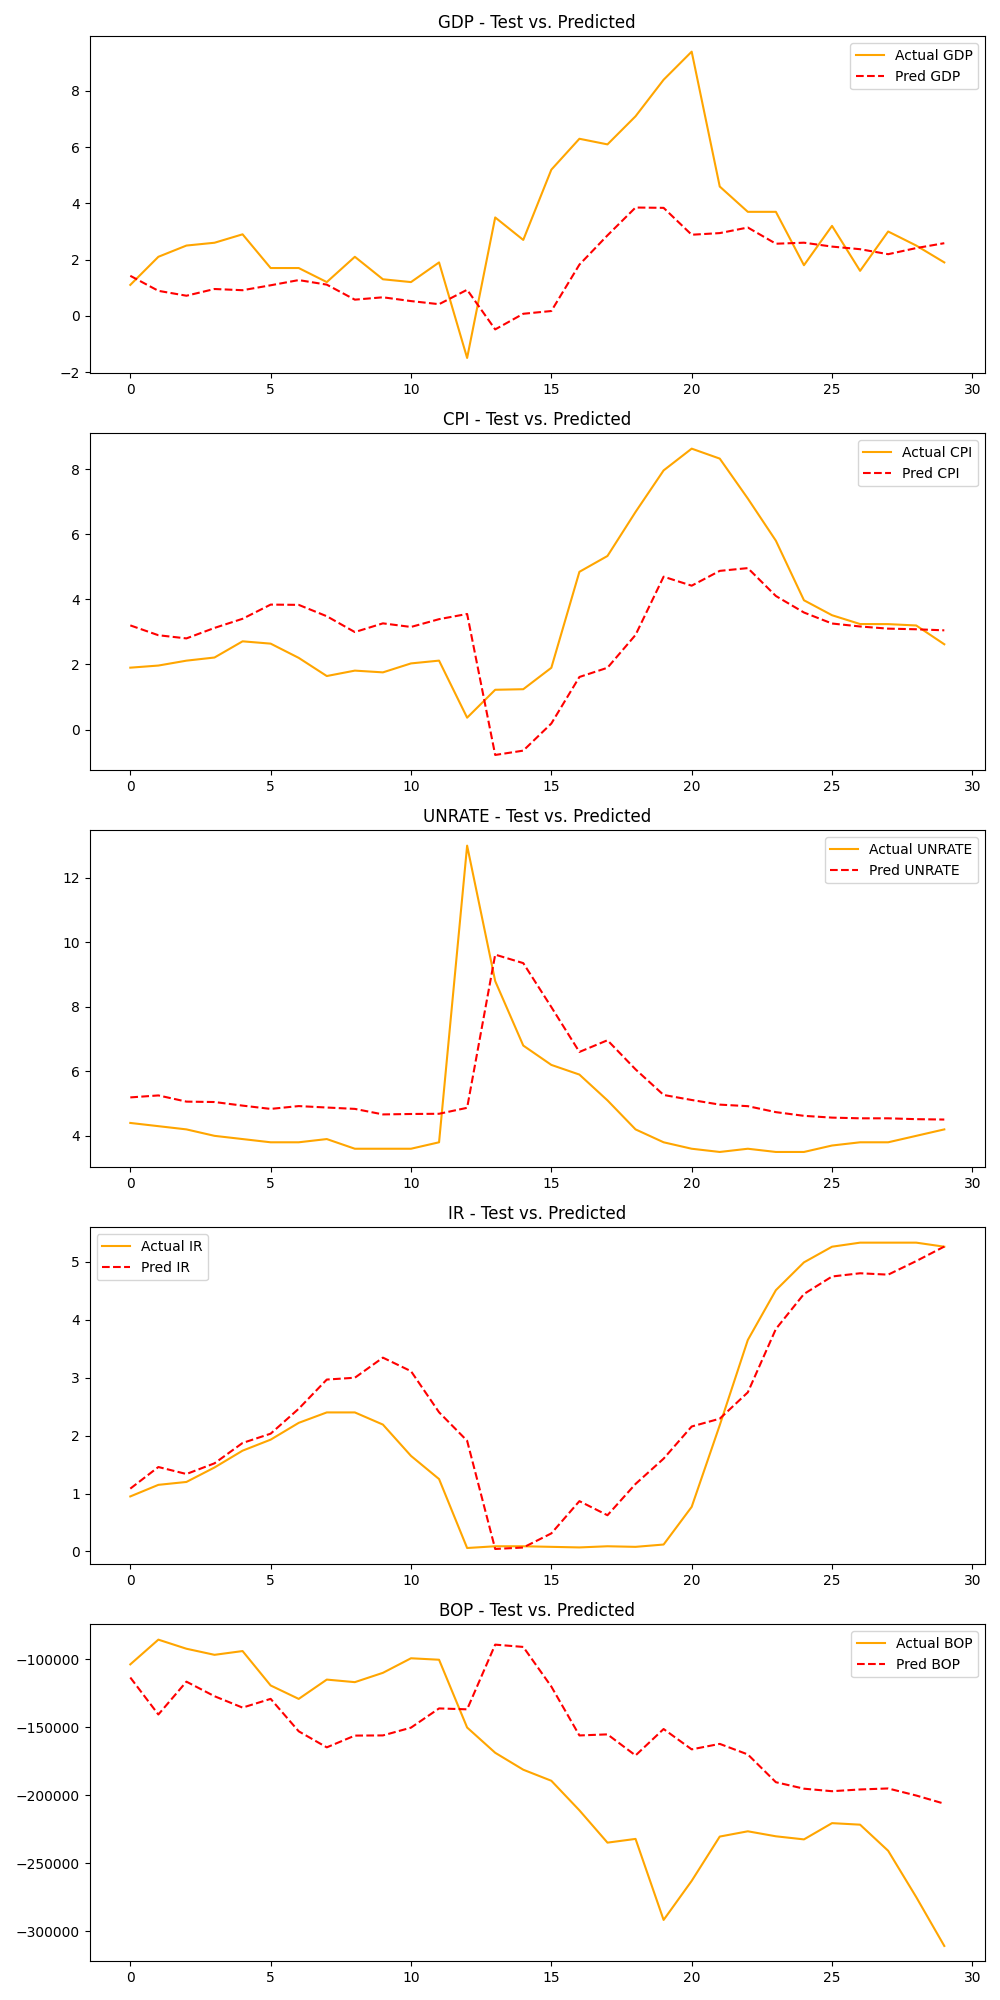 GDP - Test vs. Predicted
Actual GDP
Pred GDP
8
6
4
2
0
−2
0 5 10 15 20 25 30
CPI - Test vs. Predicted
Actual CPI
Pred CPI
8
6
4
2
0
0 5 10 15 20 25 30
UNRATE - Test vs. Predicted
Actual UNRATE
Pred UNRATE
12
10
8
6
4
0 5 10 15 20 25 30
IR - Test vs. Predicted
Actual IR
Pred IR
5
4
3
2
1
0
0 5 10 15 20 25 30
BOP - Test vs. Predicted
Actual BOP
Pred BOP
−100000
−150000
−200000
−250000
−300000
0 5 10 15 20 25 30